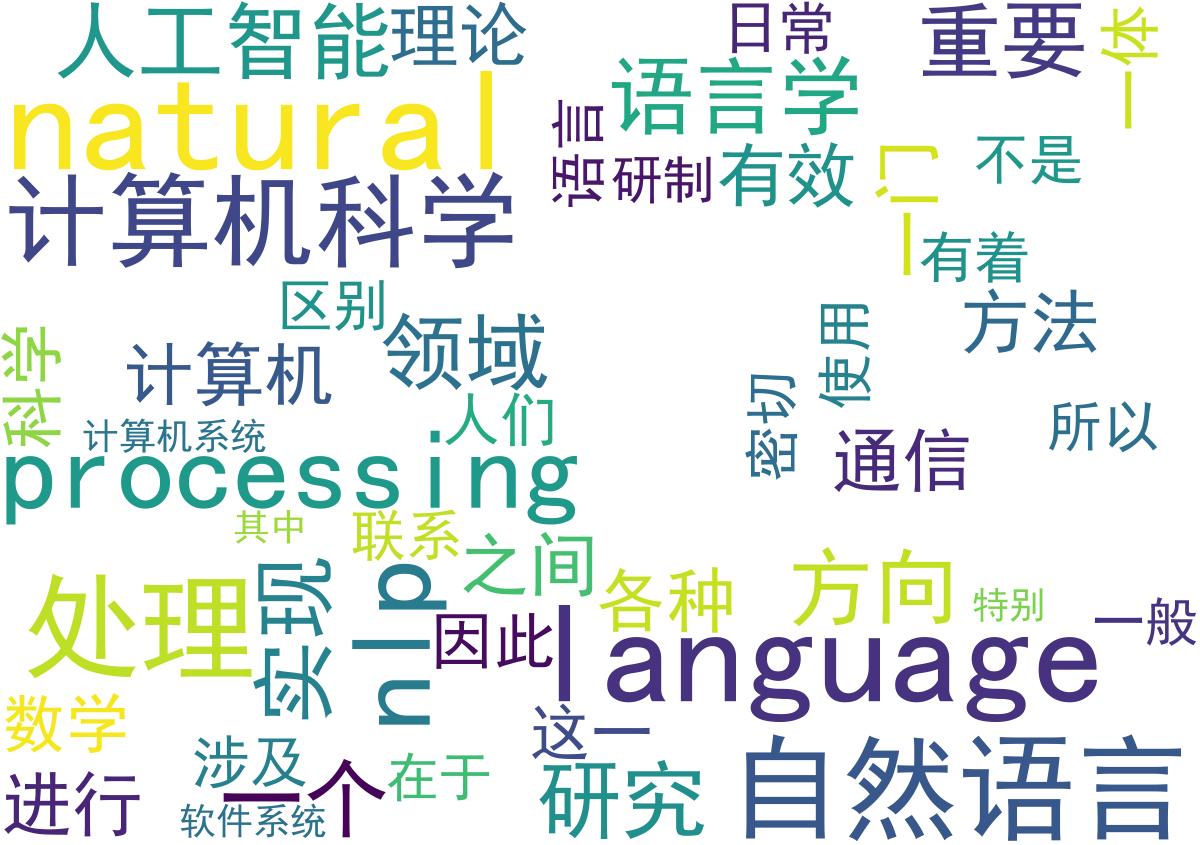 人工智能
理论
日常
重要
一体
natural
语言学
语言
研制
有效
一门
不是
计算机科学
有着
区别
领域
方法
使用
科学
计算机
密切
所以
人们
计算机系统
通信
processing
其中
联系
之间
实现
nlp
各种
方向
特别
处理
因此
language
一般
数学
这一
涉及
在于
自然语言
进行
一个
研究
软件系统